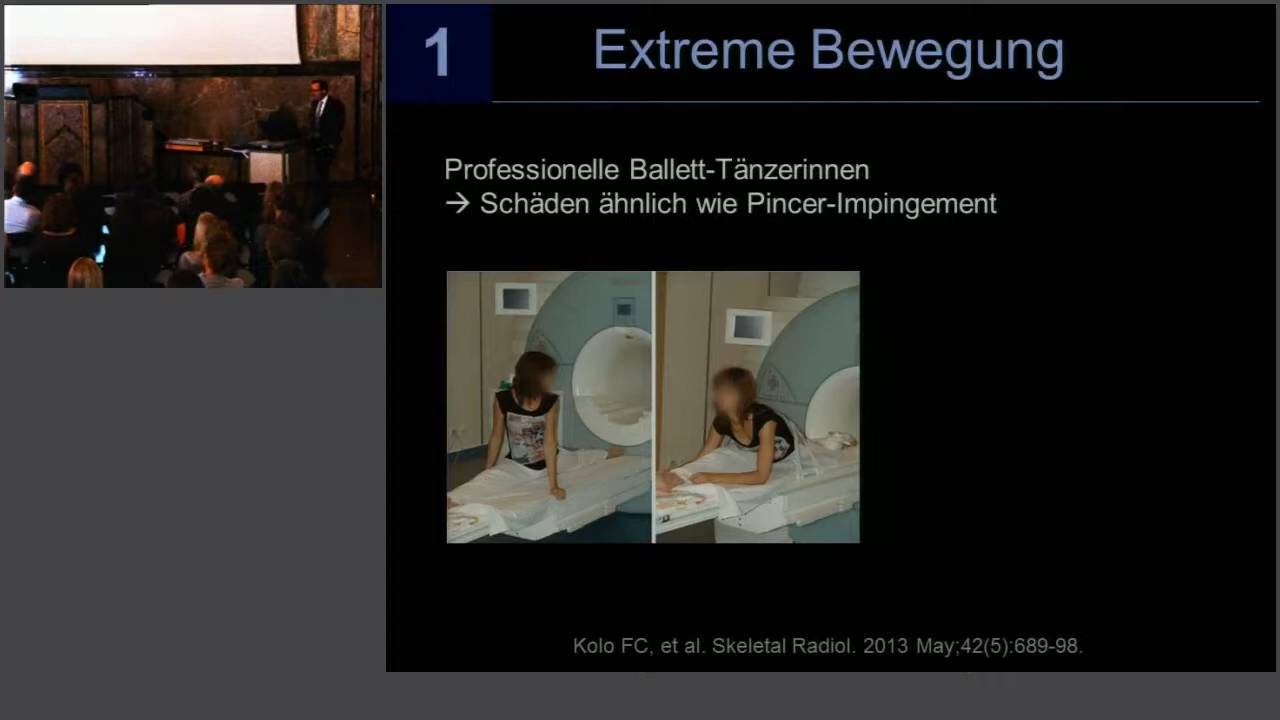 1
Extreme Bewegung
Professionelle Ballett-Tänzerinnen
→ Schäden ähnlich wie Pincer-Impingement
Kolo FC, et al. Skeletal Radiol. 2013 May;42(5):689-98.